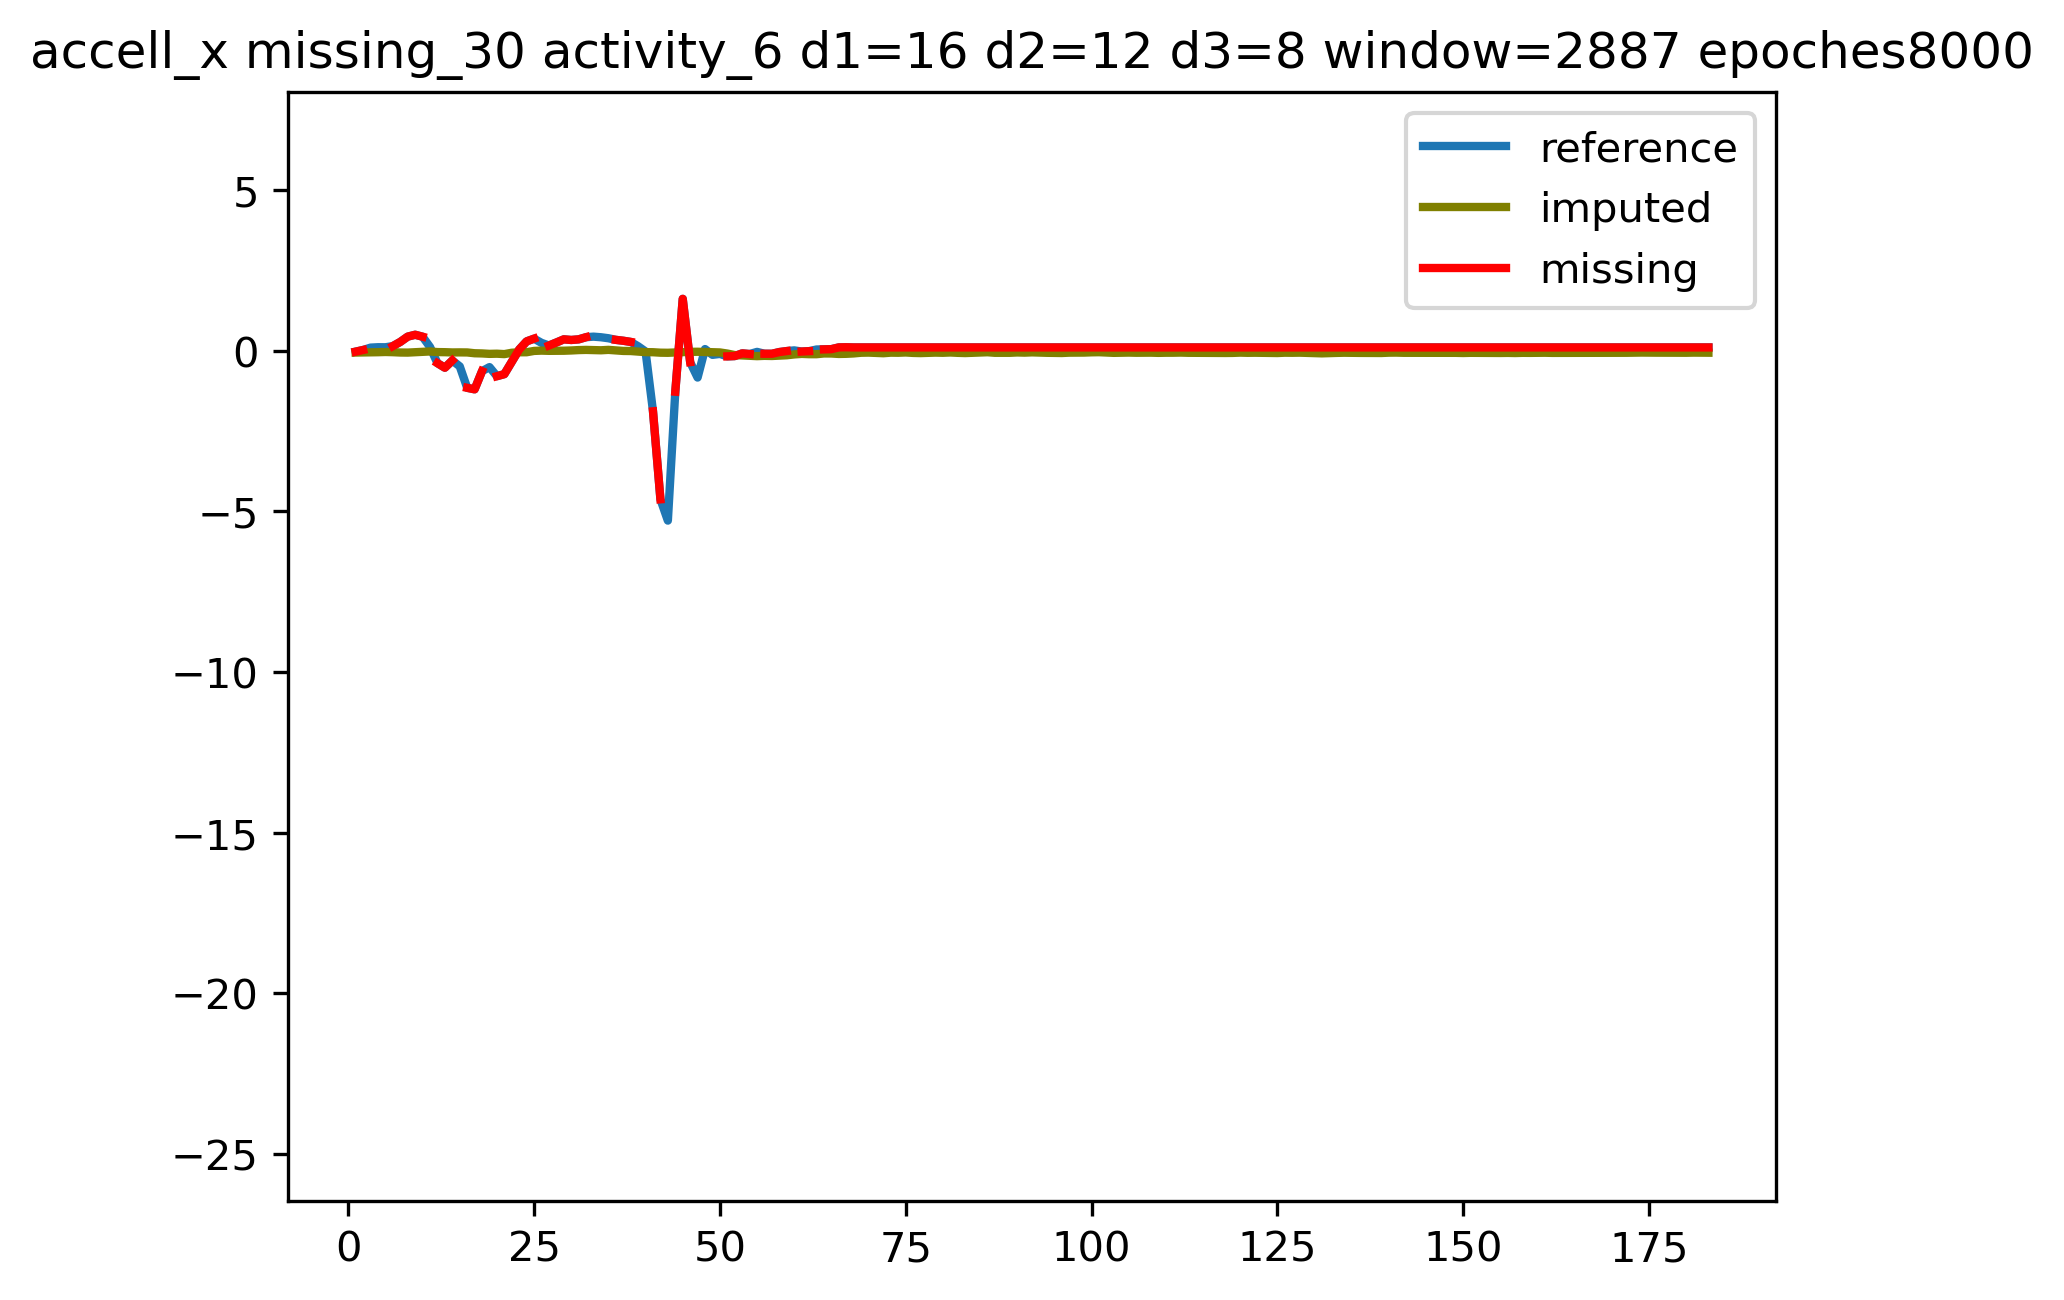 accell_x missing_30 activity_6 d1=16 d2=12 d3=8 window=2887 epoches8000
reference
imputed
missing
5
0
−5
−10
−15
−20
−25
0 25 50 75 100 125 150 175